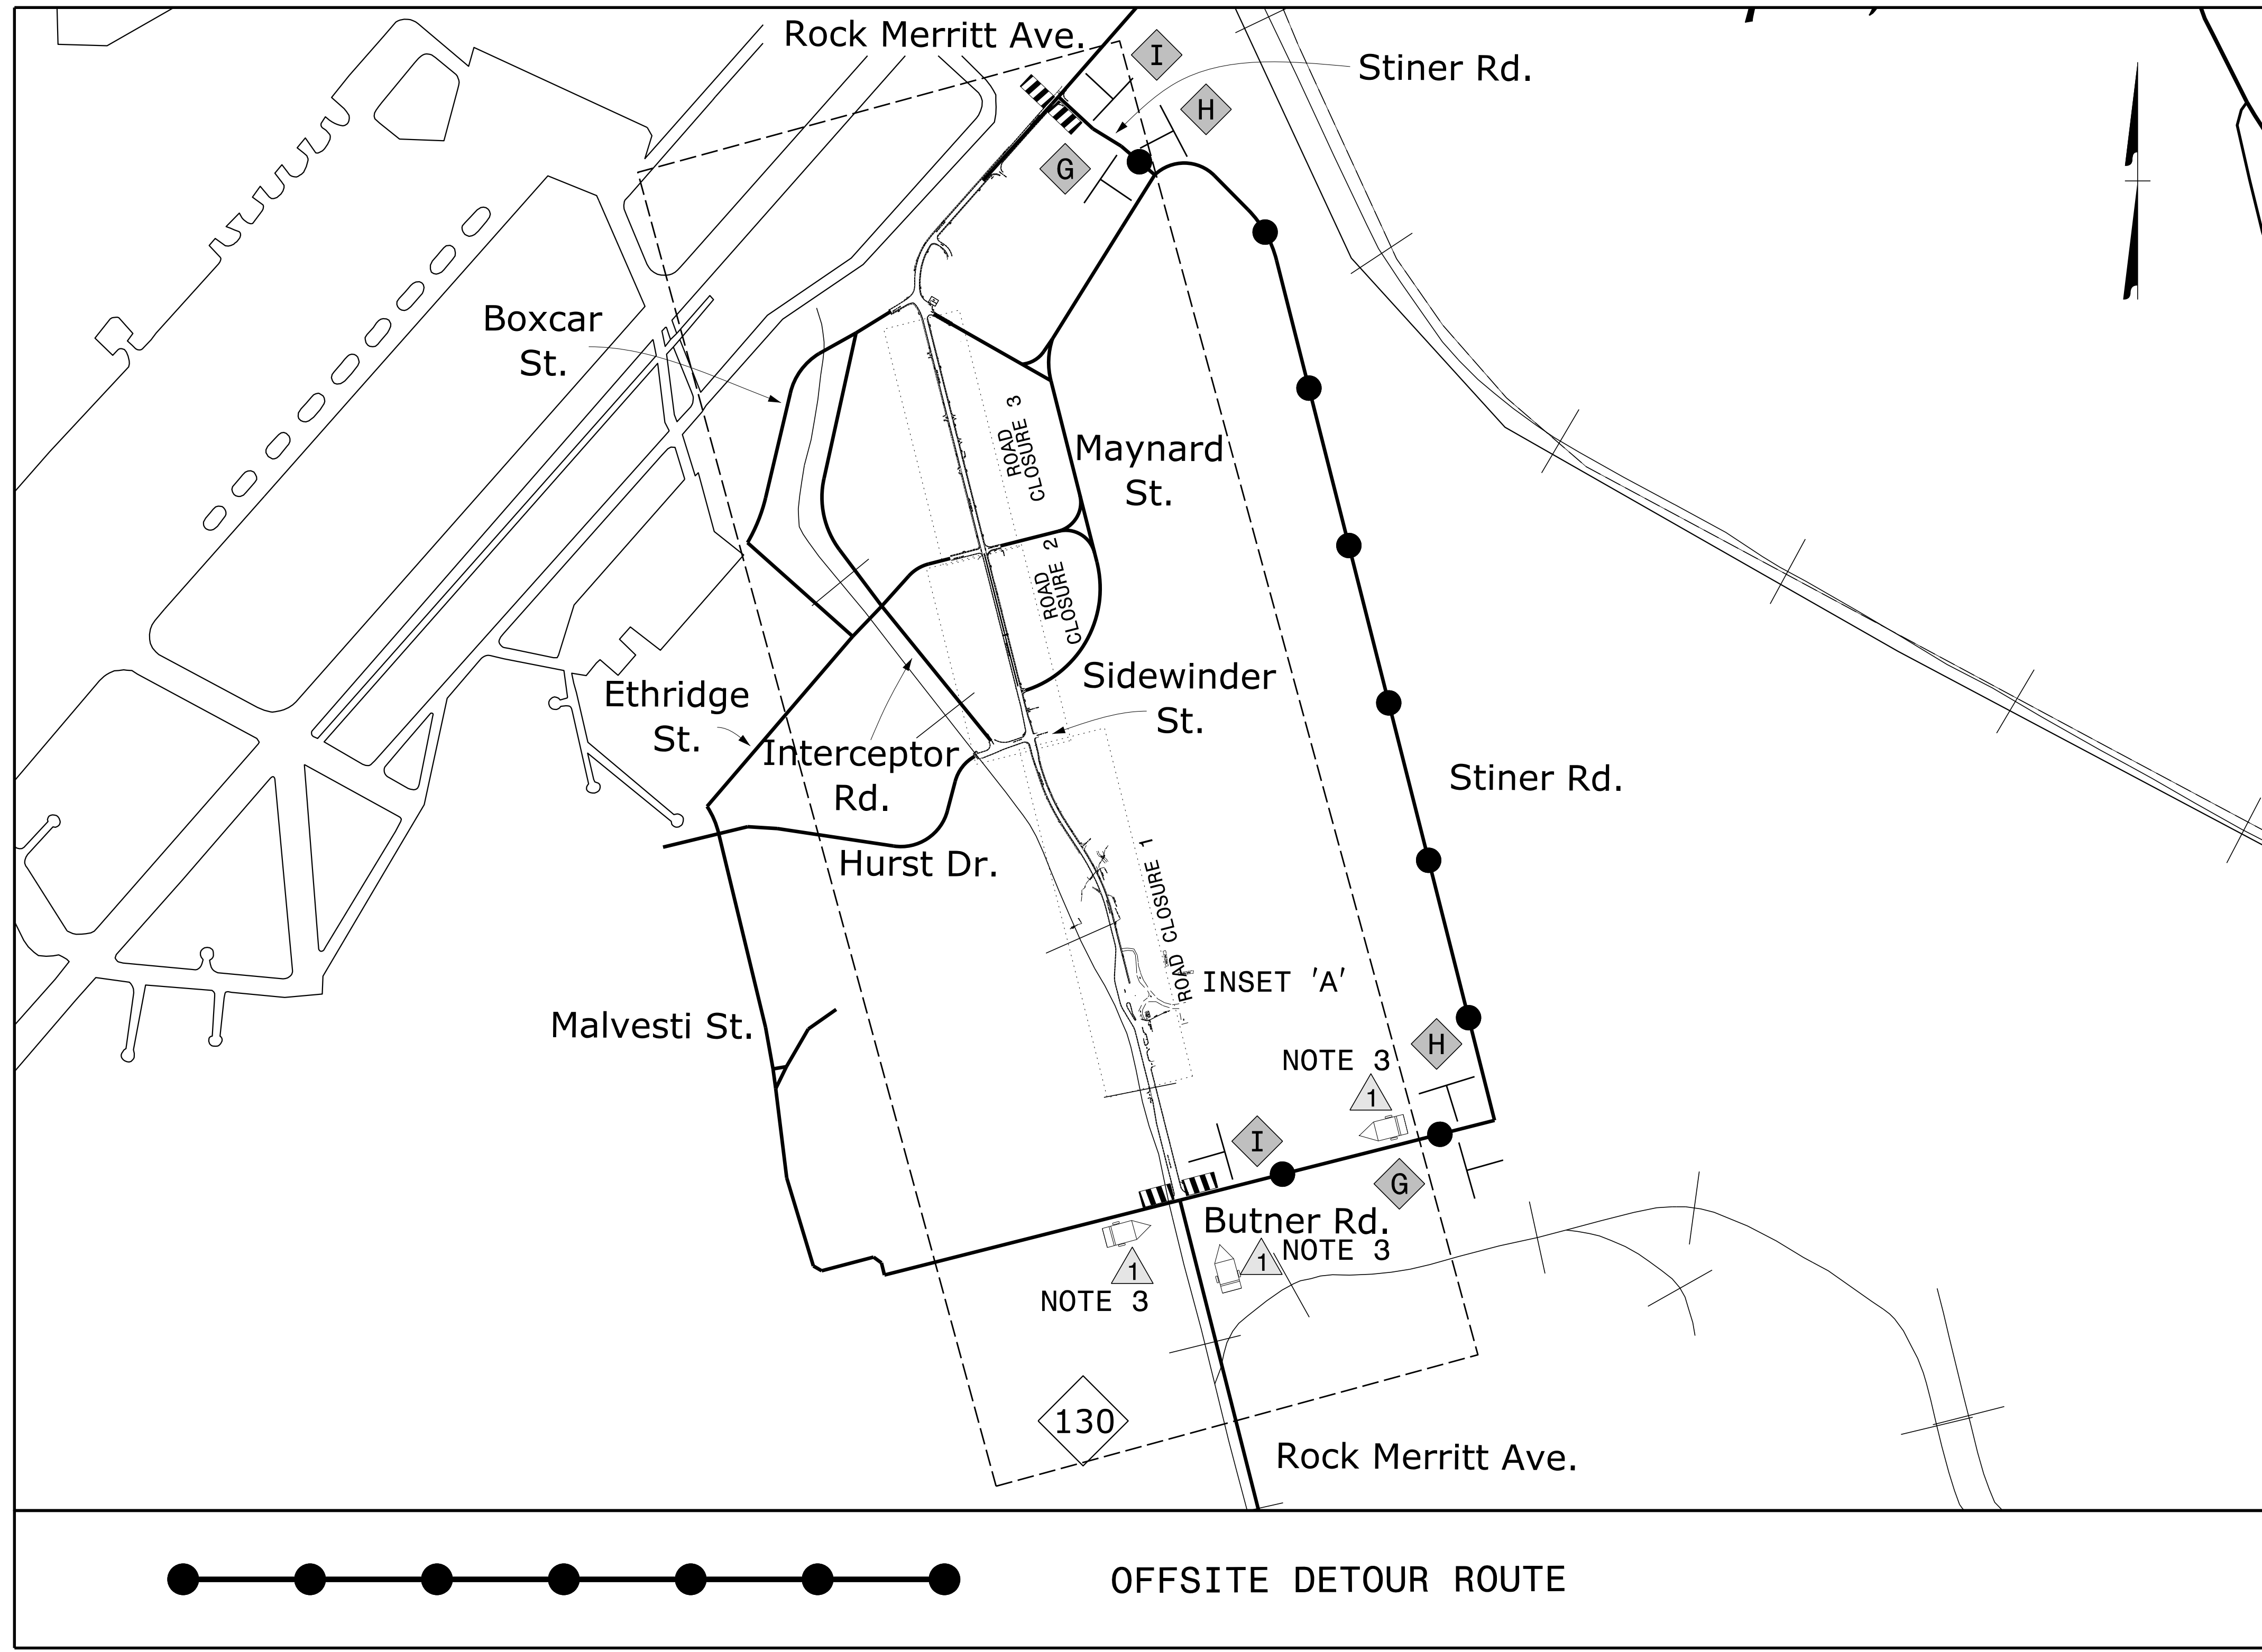 Rock Merritt Ave.
I
Stiner Rd.
H
G
Boxcar
St.
ROAD
CLOSURE 3
Maynard
St.
ROAD
CLOSURE 2
Sidewinder
St.
Ethridge
St.
Interceptor
Rd.
Stiner Rd.
Hurst Dr.
ROAD CLOSURE 1
INSET 'A'
Malvesti St.
H
NOTE 3
1
I
G
Butner Rd.
1
NOTE 3
1
NOTE 3
130
Rock Merritt Ave.
OFFSITE DETOUR ROUTE